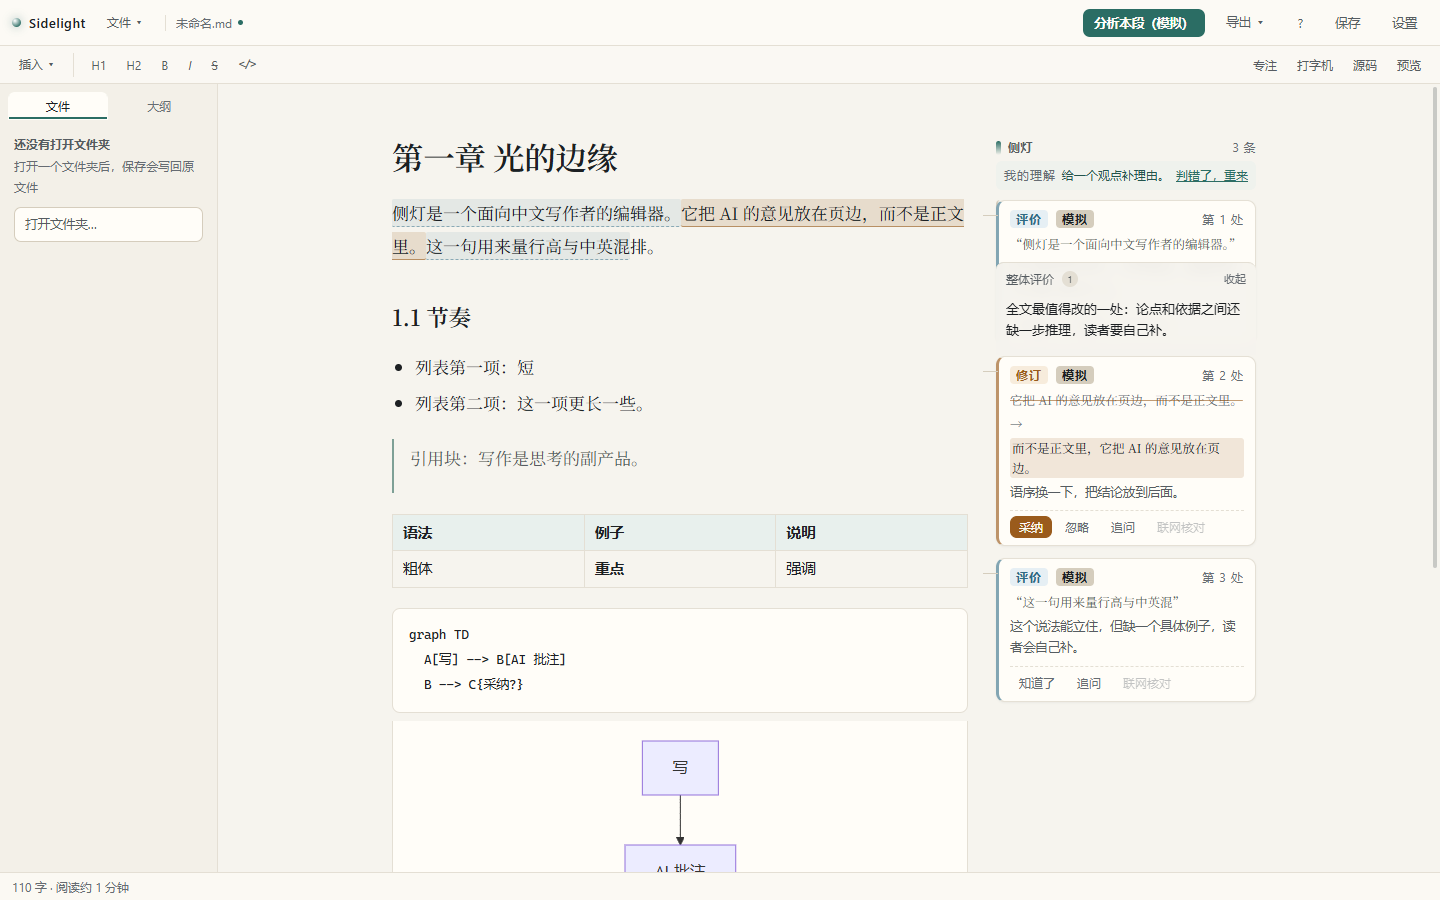 Sidelight 文件 未命名.md 分析本段（模拟） 导出 ? 保存 设置
插入 H1 H2 B I S </> 专注 打字机 源码 预览
文件 大纲
还没有打开文件夹
打开一个文件夹后，保存会写回原
文件
打开文件夹...
第一章 光的边缘
侧灯是一个面向中文写作者的编辑器。它把 AI 的意见放在页边，而不是正文
里。这一句用来量行高与中英混排。
1.1 节奏
列表第一项：短
列表第二项：这一项更长一些。
引用块：写作是思考的副产品。
语法 例子 说明
粗体 重点 强调
graph TD
A[写] --> B[AI 批注]
B --> C{采纳?}
写
AI 批注
侧灯 3 条
我的理解 给一个观点补理由。 判错了，重来
评价 模拟 第 1 处
“侧灯是一个面向中文写作者的编辑器。”
整体评价 1 收起
全文最值得改的一处：论点和依据之间还
缺一步推理，读者要自己补。
修订 模拟 第 2 处
它把 AI 的意见放在页边，而不是正文里。
→
而不是正文里，它把 AI 的意见放在页
边。
语序换一下，把结论放到后面。
采纳 忽略 追问 联网核对
评价 模拟 第 3 处
“这一句用来量行高与中英混”
这个说法能立住，但缺一个具体例子，读
者会自己补。
知道了 追问 联网核对
110 字 · 阅读约 1 分钟